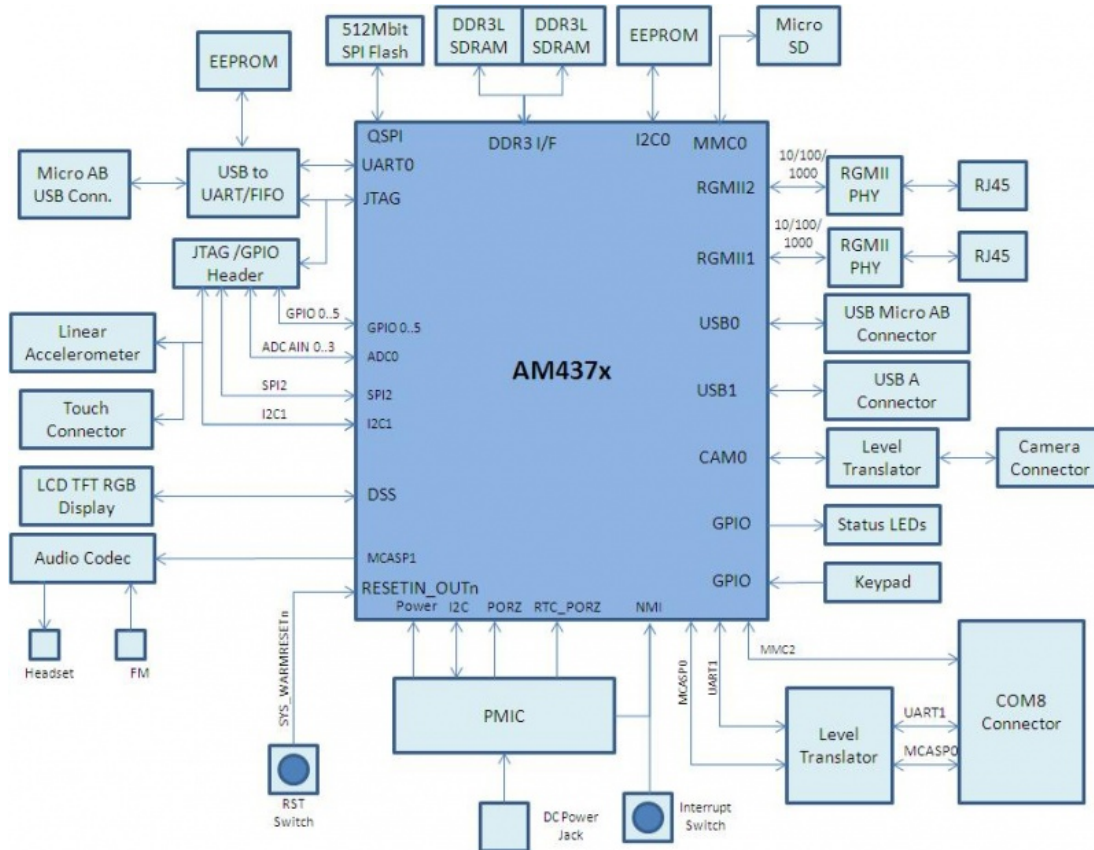 512Mbit
SPI Flash
DDR3L
SDRAM
DDR3L
SDRAM
EEPROM
Micro
SD
EEPROM
QSPI
DDR3 I/F
I2C0
MMC0
Micro AB
USB Conn.
USB to
UART/FIFO
UART0
JTAG
RGMII2
10/100/
1000
RGMII
PHY
RJ45
JTAG /GPIO
Header
RGMII1
10/100/
1000
RGMII
PHY
RJ45
GPIO 0..5
GPIO 0..5
USB0
USB Micro AB
Connector
Linear
Accelerometer
ADC AIN 0..3
ADC0
AM437x
SPI2
SPI2
USB1
USB A
Connector
Touch
Connector
I2C1
I2C1
CAM0
Level
Translator
Camera
Connector
LCD TFT RGB
Display
DSS
GPIO
Status LEDs
Audio Codec
MCASP1
RESETIN_OUTn
GPIO
Keypad
Power
I2C
PORZ
RTC_PORZ
NMI
Headset
FM
SYS_WARMRESETn
MCASP0
UART1
MMC2
PMIC
Level
Translator
UART1
MCASP0
COM8
Connector
RST
Switch
DC Power
Jack
Interrupt
Switch